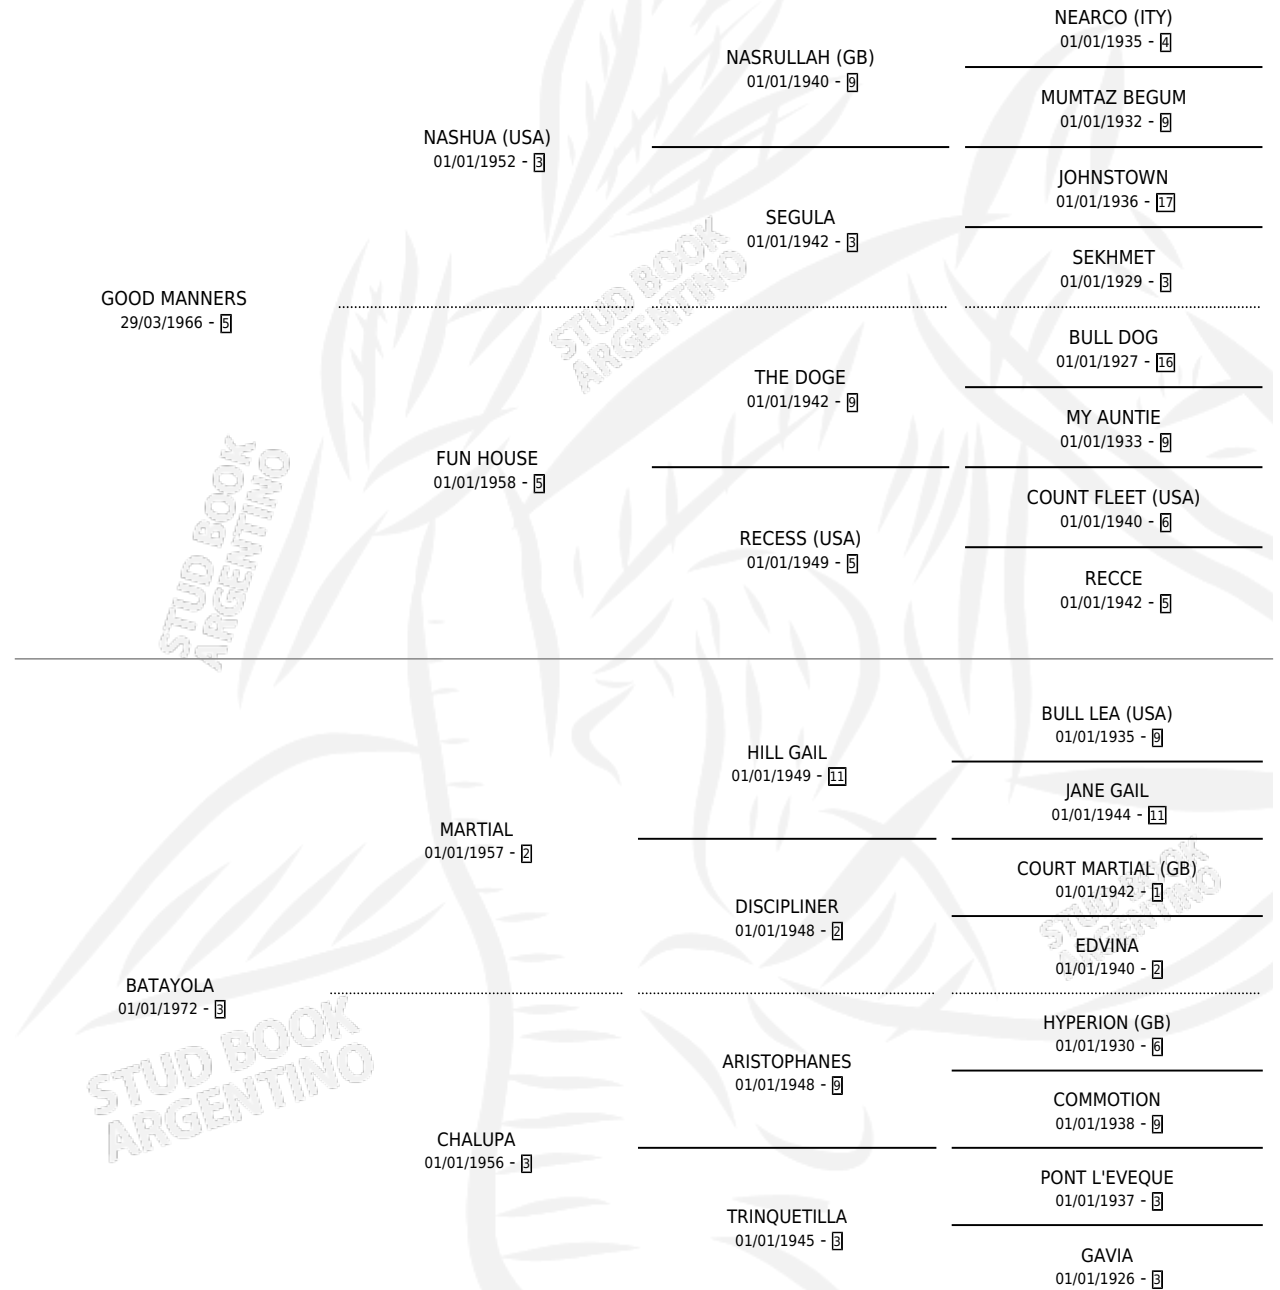 NEARCO (ITY)
01/01/1935 - 4
NASRULLAH (GB)
01/01/1940 - 9
MUMTAZ BEGUM
01/01/1932 - 9
NASHUA (USA)
01/01/1952 - 3
JOHNSTOWN
01/01/1936 - 17
SEGULA
01/01/1942 - 3
SEKHMET
01/01/1929 - 3
GOOD MANNERS
29/03/1966 - 5
BULL DOG
01/01/1927 - 16
THE DOGE
01/01/1942 - 9
MY AUNTIE
01/01/1933 - 9
FUN HOUSE
01/01/1958 - 5
COUNT FLEET (USA)
01/01/1940 - 6
RECESS (USA)
01/01/1949 - 5
RECCE
01/01/1942 - 5
BULL LEA (USA)
01/01/1935 - 9
HILL GAIL
01/01/1949 - 11
JANE GAIL
01/01/1944 - 11
MARTIAL
01/01/1957 - 2
COURT MARTIAL (GB)
01/01/1942 - 1
DISCIPLINER
01/01/1948 - 2
EDVINA
01/01/1940 - 2
BATAYOLA
01/01/1972 - 3
HYPERION (GB)
01/01/1930 - 6
ARISTOPHANES
01/01/1948 - 9
COMMOTION
01/01/1938 - 9
CHALUPA
01/01/1956 - 3
PONT L'EVEQUE
01/01/1937 - 3
TRINQUETILLA
01/01/1945 - 3
GAVIA
01/01/1926 - 3
STUD BOOK
ARGENTINO
STUD BOOK
ARGENTINO
STUD BOOK
ARGENTINO
STUD BOOK
ARGENTINO